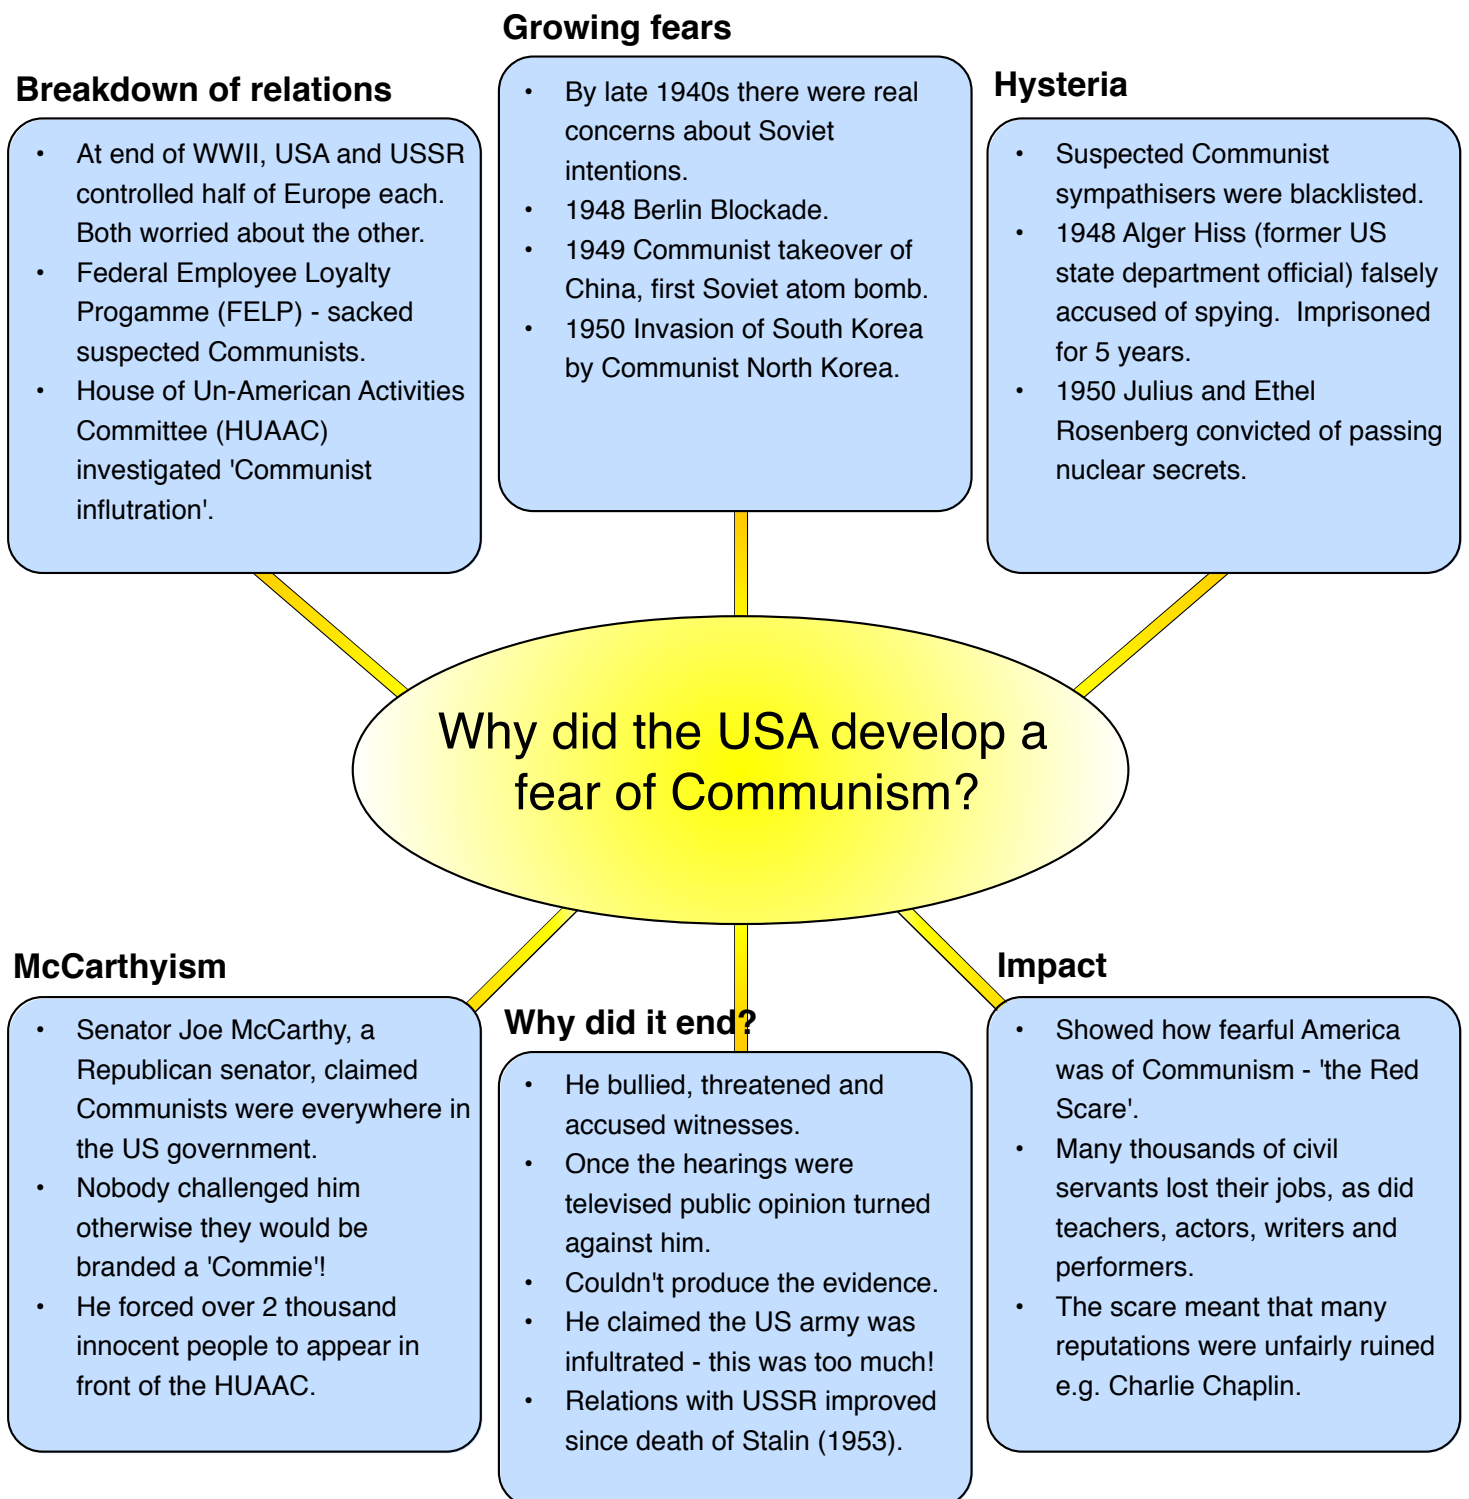 Growing fears
Breakdown of relations
Hysteria
• At end of WWII, USA and USSR
controlled half of Europe each.
Both worried about the other.
• Federal Employee Loyalty
Progamme (FELP) - sacked
suspected Communists.
• House of Un-American Activities
Committee (HUAAC)
investigated 'Communist
influtration'.
• By late 1940s there were real
concerns about Soviet
intentions.
• 1948 Berlin Blockade.
• 1949 Communist takeover of
China, first Soviet atom bomb.
• 1950 Invasion of South Korea
by Communist North Korea.
• Suspected Communist
sympathisers were blacklisted.
• 1948 Alger Hiss (former US
state department official) falsely
accused of spying.  Imprisoned
for 5 years.
• 1950 Julius and Ethel
Rosenberg convicted of passing
nuclear secrets.
Why did the USA develop a
fear of Communism?
McCarthyism
• Senator Joe McCarthy, a
Republican senator, claimed
Communists were everywhere in
the US government.
• Nobody challenged him
otherwise they would be
branded a 'Commie'!
• He forced over 2 thousand
innocent people to appear in
front of the HUAAC.
Why did it end?
• He bullied, threatened and
accused witnesses.
• Once the hearings were
televised public opinion turned
against him.
• Couldn't produce the evidence.
• He claimed the US army was
infultrated - this was too much!
• Relations with USSR improved
since death of Stalin (1953).
Impact
• Showed how fearful America
was of Communism - 'the Red
Scare'.
• Many thousands of civil
servants lost their jobs, as did
teachers, actors, writers and
performers.
• The scare meant that many
reputations were unfairly ruined
e.g. Charlie Chaplin.